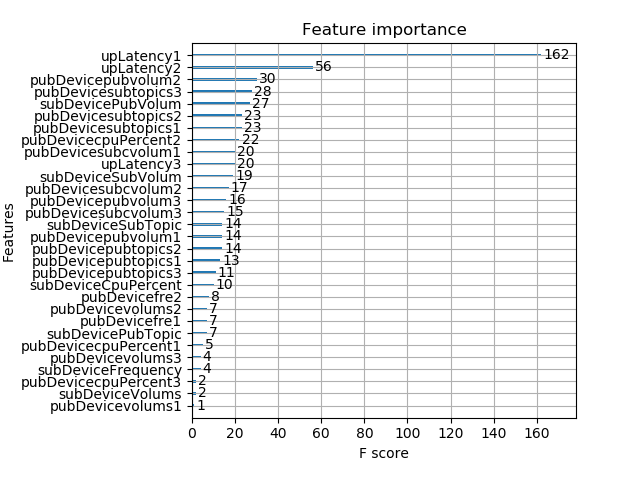 Feature importance
upLatency1 162
upLatency2 56
pubDevicepubvolum2 30
pubDevicesubtopics3 28
subDevicePubVolum 27
pubDevicesubtopics2 23
pubDevicesubtopics1 23
pubDevicecpuPercent2 22
pubDevicesubcvolum1 20
upLatency3 20
subDeviceSubVolum 19
pubDevicesubcvolum2 17
pubDevicepubvolum3 16
pubDevicesubcvolum3 15
subDeviceSubTopic 14
pubDevicepubvolum1 14
pubDevicepubtopics2 14
pubDevicepubtopics1 13
pubDevicepubtopics3 11
subDeviceCpuPercent 10
pubDevicefre2 8
pubDevicevolums2 7
pubDevicefre1 7
subDevicePubTopic 7
pubDevicecpuPercent1 5
pubDevicevolums3 4
subDeviceFrequency 4
pubDevicecpuPercent3 2
subDeviceVolums 2
pubDevicevolums1 1
Features
0 20 40 60 80 100 120 140 160
F score